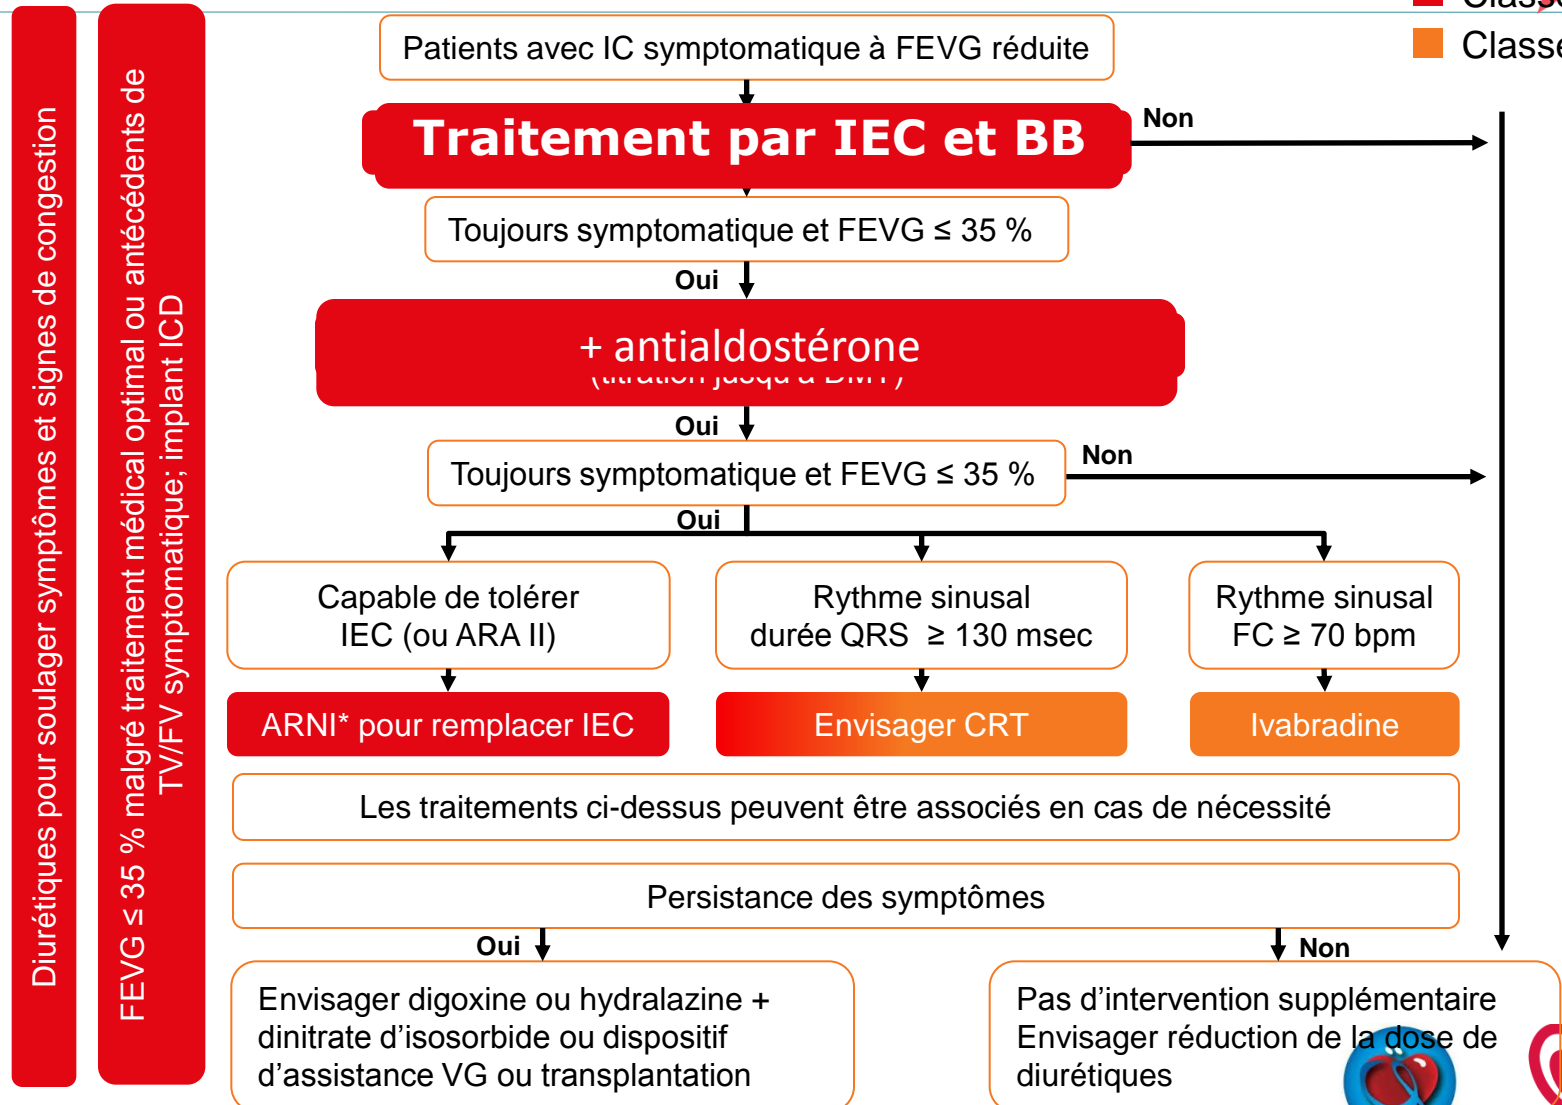 Diurétiques pour soulager symptômes et signes de congestion
FEVG ≤ 35 % malgré traitement médical optimal ou antécédents de
TV/FV symptomatique; implant ICD
Classe
Patients avec IC symptomatique à FEVG réduite
Traitement par IEC et BB
Non
Toujours symptomatique et FEVG ≤ 35 %
Oui
+ antialdostérone
(titration jusqu'à DMT)
Oui
Toujours symptomatique et FEVG ≤ 35 %
Non
Oui
Capable de tolérer
IEC (ou ARA II)
Rythme sinusal
durée QRS ≥ 130 msec
Rythme sinusal
FC ≥ 70 bpm
ARNI* pour remplacer IEC
Envisager CRT
Ivabradine
Les traitements ci-dessus peuvent être associés en cas de nécessité
Persistance des symptômes
Oui
Non
Envisager digoxine ou hydralazine +
dinitrate d’isosorbide ou dispositif
d’assistance VG ou transplantation
Pas d’intervention supplémentaire
Envisager réduction de la dose de
diurétiques